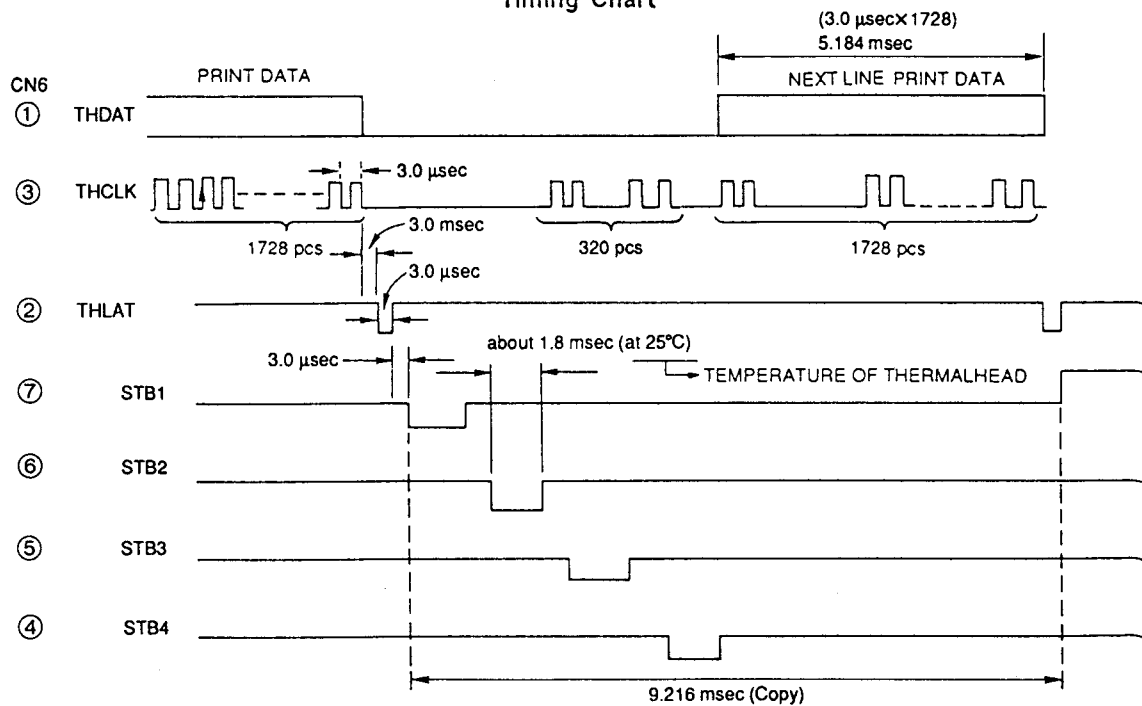 Timing Chart
(3.0 µsec×1728)
5.184 msec
CN6
PRINT DATA
NEXT LINE PRINT DATA
① THDAT
3.0 µsec
③ THCLK
1728 pcs
3.0 msec
320 pcs
1728 pcs
3.0 µsec
② THLAT
about 1.8 msec (at 25°C)
3.0 µsec
TEMPERATURE OF THERMALHEAD
⑦ STB1
⑥ STB2
⑤ STB3
④ STB4
9.216 msec (Copy)